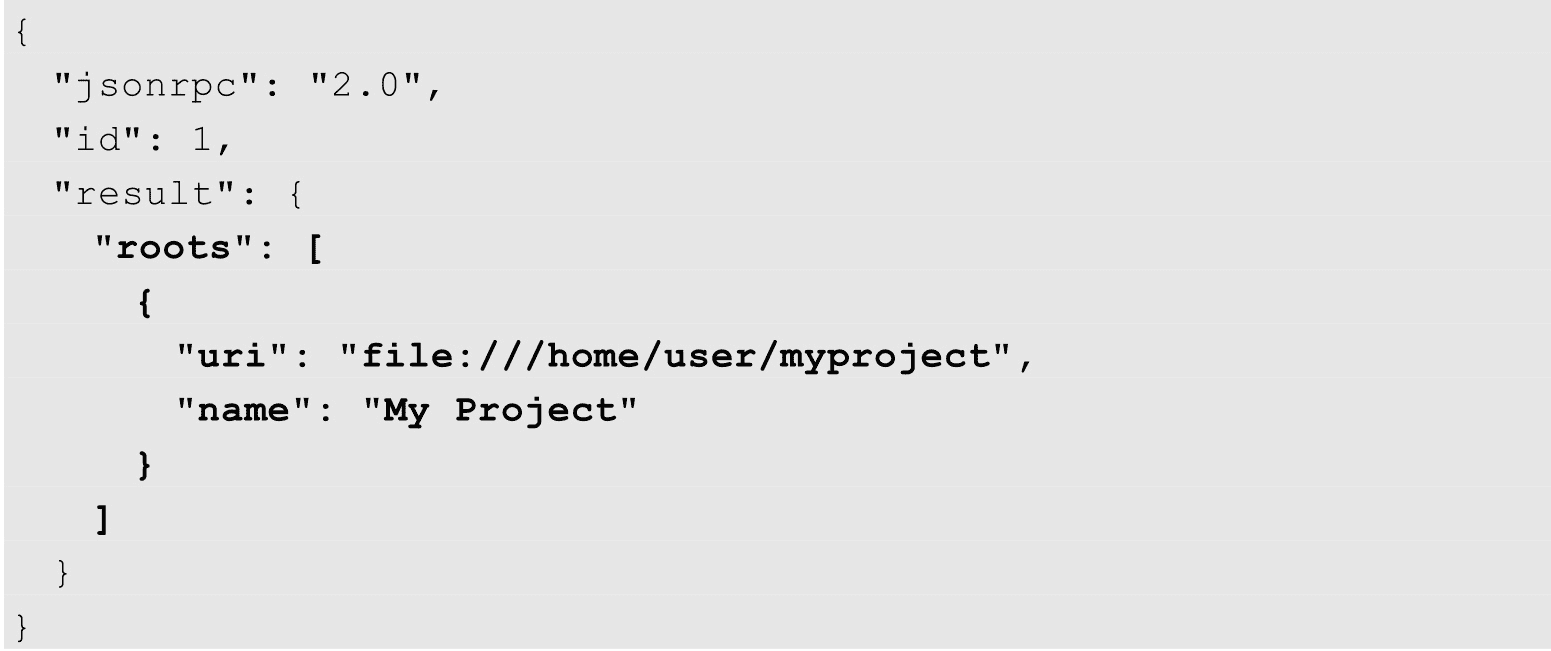 {
  "jsonrpc": "2.0",
  "id": 1,
  "result": {
    "roots": [
      {
        "uri": "file:///home/user/myproject",
        "name": "My Project"
      }
    ]
  }
}